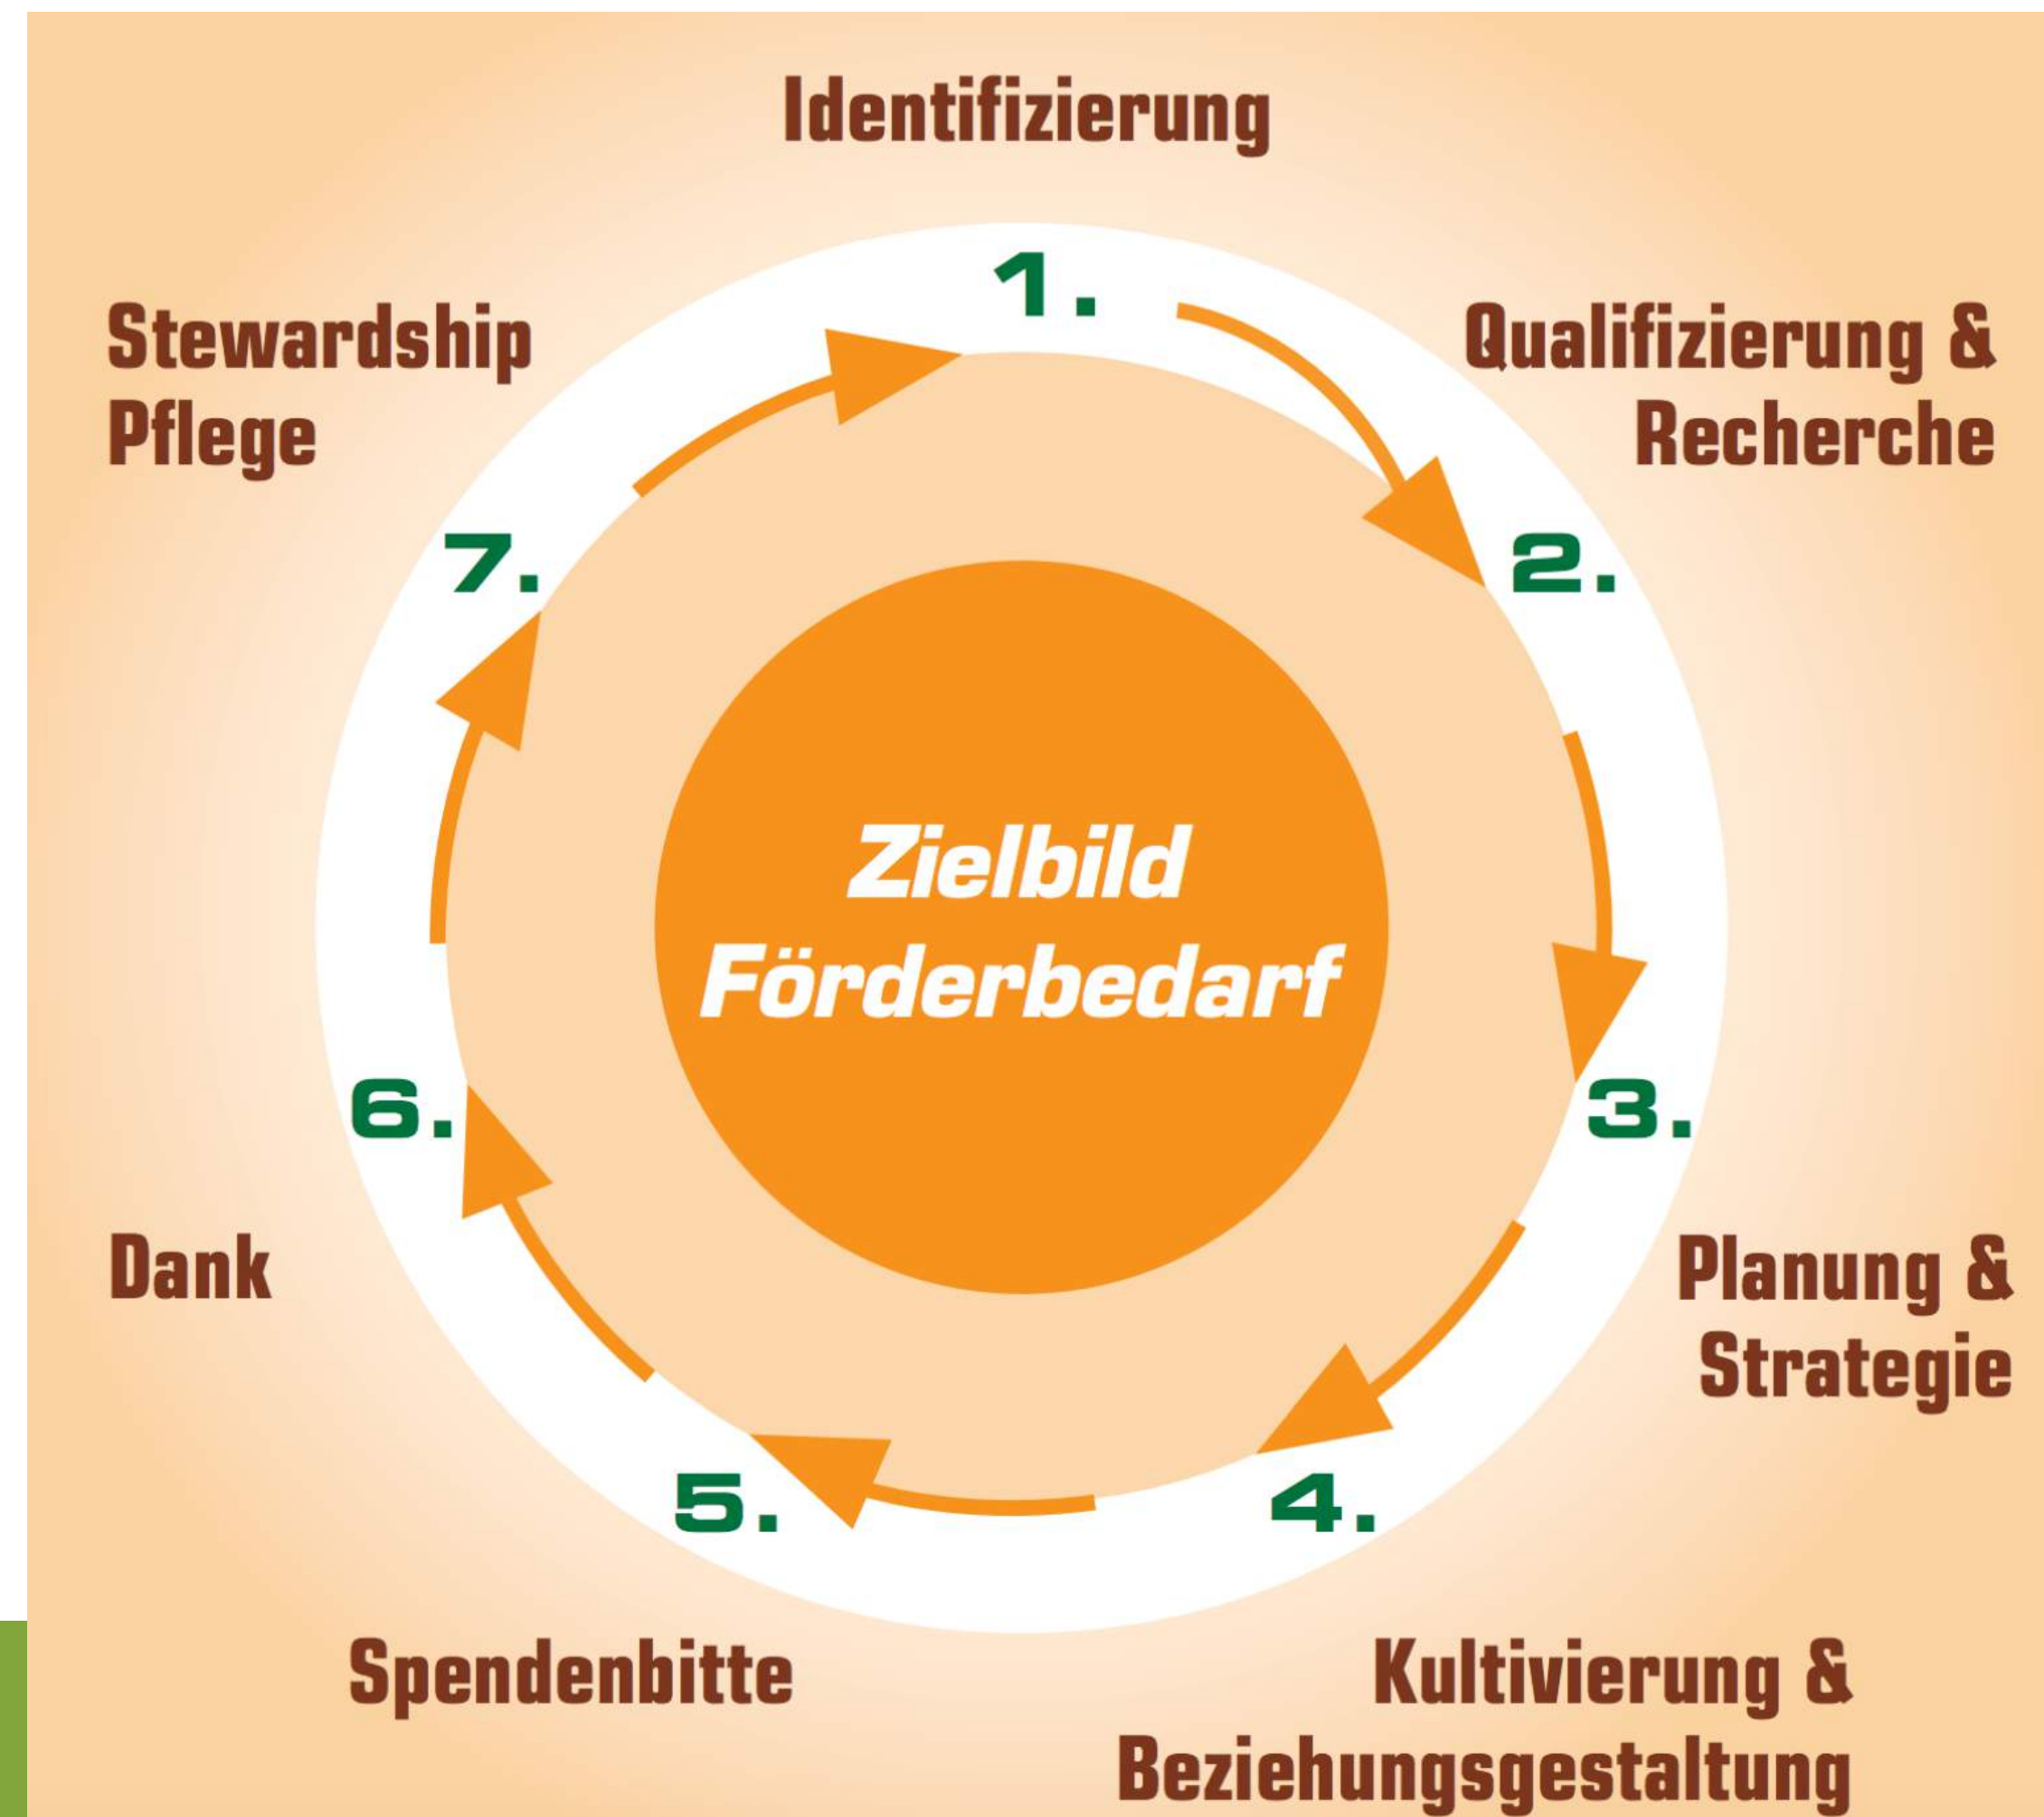 Identifizierung
1.
Qualifizierung &
Recherche
2.
3.
Planung &
Strategie
4.
Kultivierung &
Beziehungsgestaltung
5.
Spendenbitte
6.
Dank
7.
Stewardship
Pflege
Zielbild
Förderbedarf